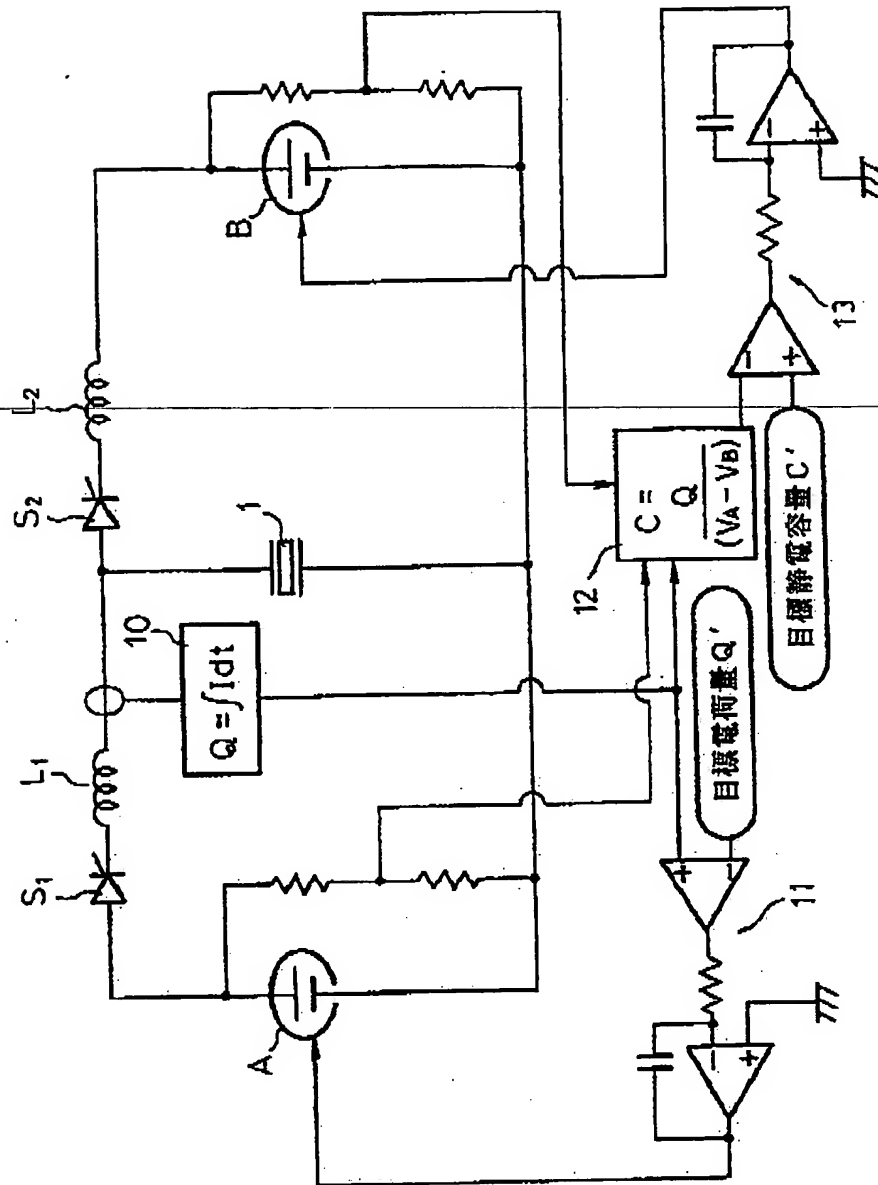 S₁
L₁
S₂
L₂
10
Q = ∫Idt
1
A
B
12
C = Q / (VA − VB)
+
−
目標電荷量Q′
11
−
+
目標静電容量C′
−
+
13
−
+